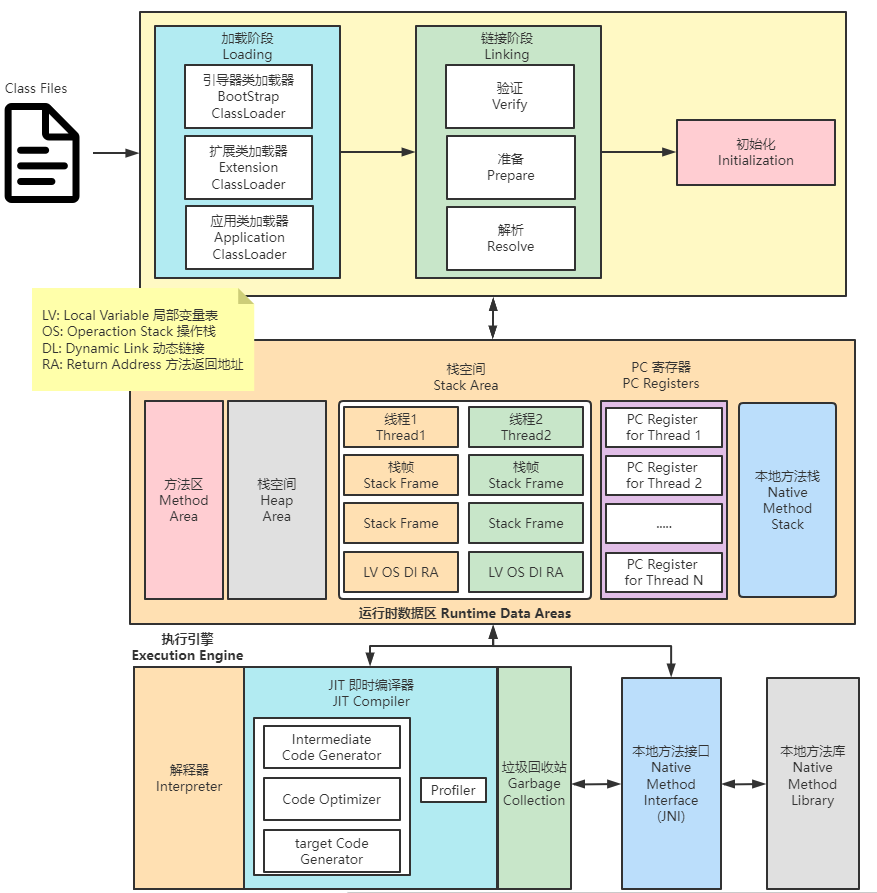 Class Files
加载阶段
Loading
引导器类加载器
BootStrap
ClassLoader
扩展类加载器
Extension
ClassLoader
应用类加载器
Application
ClassLoader
链接阶段
Linking
验证
Verify
准备
Prepare
解析
Resolve
初始化
Initialization
LV: Local Variable 局部变量表
OS: Operaction Stack 操作栈
DL: Dynamic Link 动态链接
RA: Return Address 方法返回地址
方法区
Method
Area
栈空间
Heap
Area
栈空间
Stack Area
线程1
Thread1
栈帧
Stack Frame
Stack Frame
LV OS DI RA
线程2
Thread2
栈帧
Stack Frame
Stack Frame
LV OS DI RA
PC 寄存器
PC Registers
PC Register
for Thread 1
PC Register
for Thread 2
.....
PC Register
for Thread N
本地方法栈
Native
Method
Stack
运行时数据区 Runtime Data Areas
执行引擎
Execution Engine
解释器
Interpreter
JIT 即时编译器
JIT Compiler
Intermediate
Code Generator
Code Optimizer
target Code
Generator
Profiler
垃圾回收站
Garbage
Collection
本地方法接口
Native
Method
Interface
(JNI)
本地方法库
Native
Method
Library